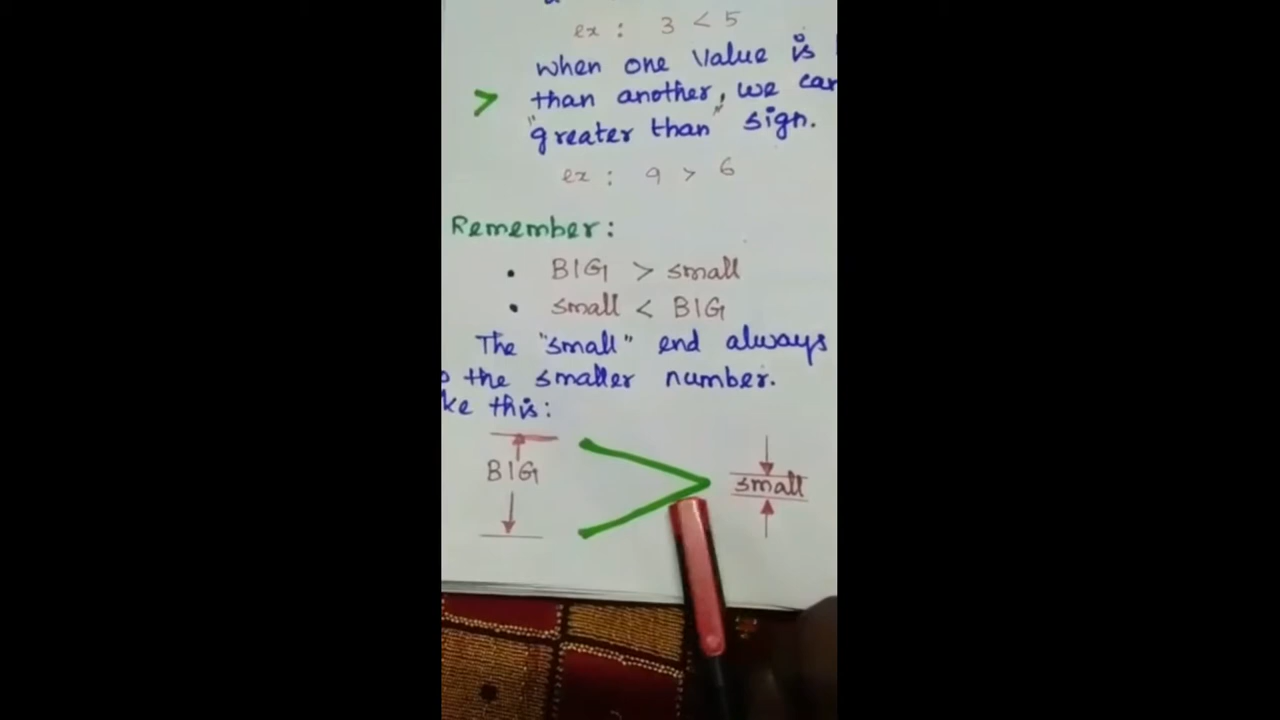 ex : 3 < 5
when one value is
> than another, we can
"greater than" sign.
ex : 9 > 6
Remember:
• BIG > small
• small < BIG
The "small" end always
the smaller number.
ke this:
BIG > small